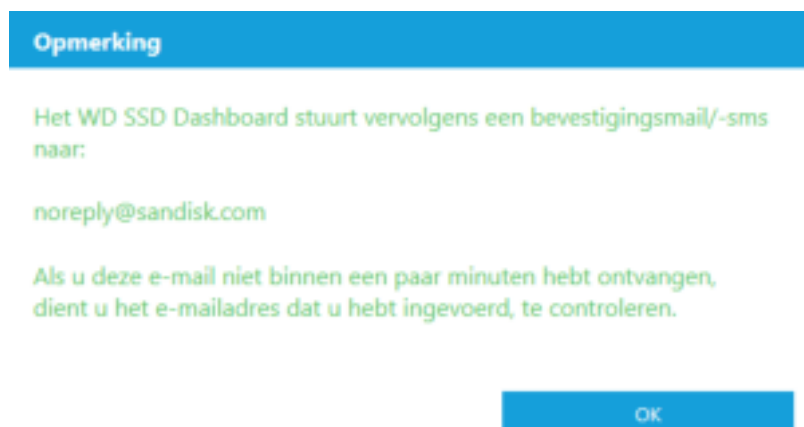 Opmerking
Het WD SSD Dashboard stuurt vervolgens een bevestigingsmail/-sms
naar:
noreply@sandisk.com
Als u deze e-mail niet binnen een paar minuten hebt ontvangen,
dient u het e-mailadres dat u hebt ingevoerd, te controleren.
OK